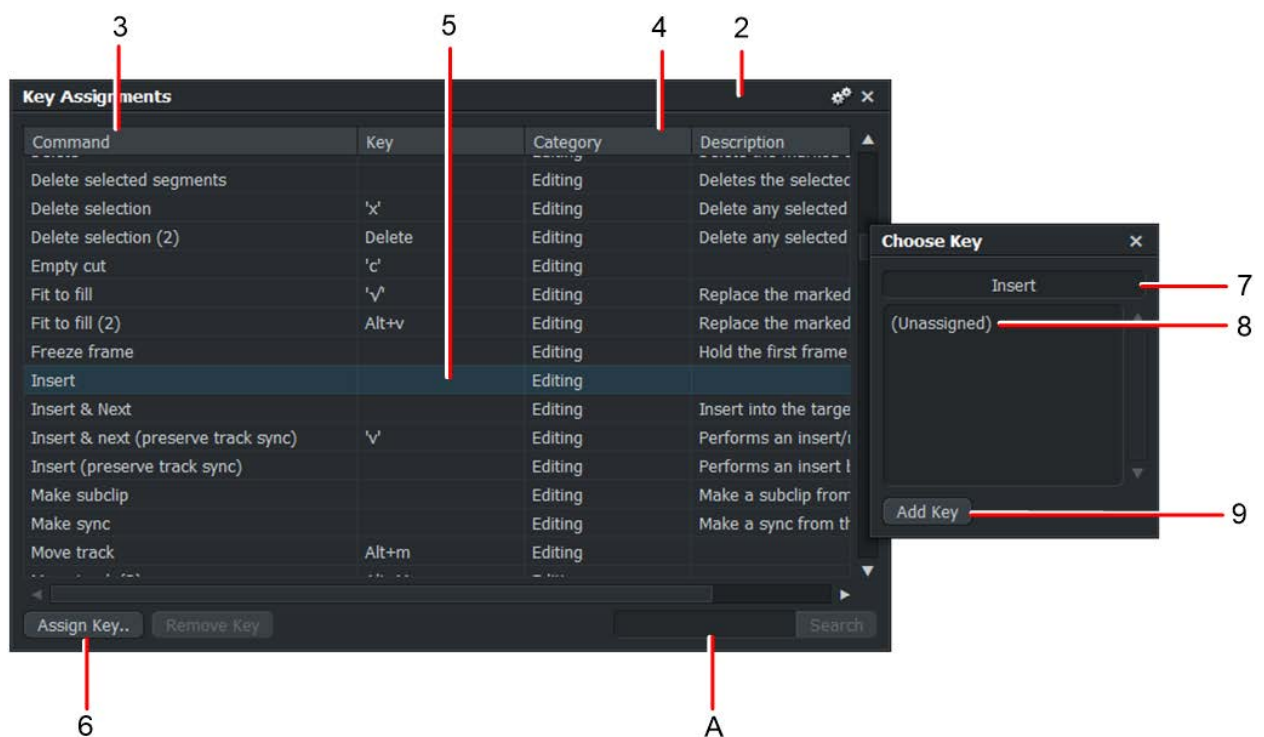 3 5 4 2
Key Assignments
Command Key Category Description
Delete selected segments Editing Deletes the selected
Delete selection 'x' Editing Delete any selected
Delete selection (2) Delete Editing Delete any selected
Empty cut 'c' Editing
Fit to fill '√' Editing Replace the marked
Fit to fill (2) Alt+v Editing Replace the marked
Freeze frame Editing Hold the first frame
Insert Editing
Insert & Next Editing Insert into the targe
Insert & next (preserve track sync) 'v' Editing Performs an insert/
Insert (preserve track sync) Editing Performs an insert
Make subclip Editing Make a subclip from
Make sync Editing Make a sync from th
Move track Alt+m Editing
Assign Key.. Remove Key Search
6 A
Choose Key
Insert 7
(Unassigned) 8
Add Key 9